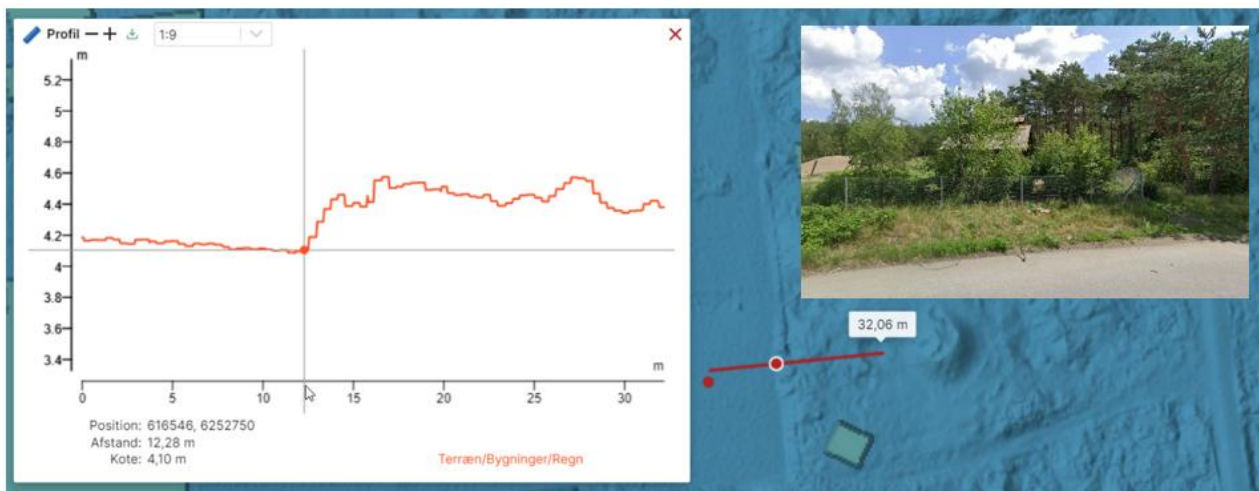 Profil
1:9
m
5.2
5
4.8
4.6
4.4
4.2
4
3.8
3.6
3.4
m
0 5 10 15 20 25 30
Position: 616546, 6252750
Afstand: 12,28 m
Kote: 4,10 m
Terræn/Bygninger/Regn
32,06 m